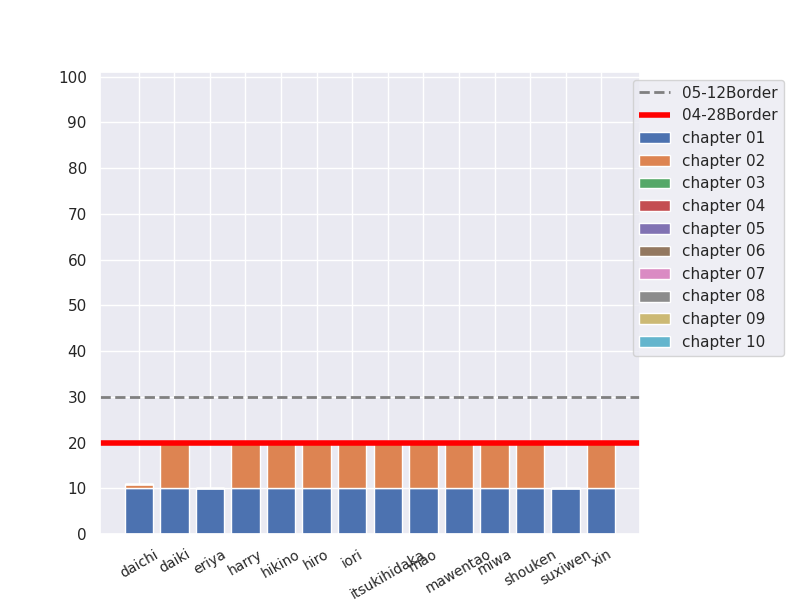 100
90
80
70
60
50
40
30
20
10
0
05-12Border
04-28Border
chapter 01
chapter 02
chapter 03
chapter 04
chapter 05
chapter 06
chapter 07
chapter 08
chapter 09
chapter 10
daichi
daiki
eriya
harry
hikino
hiro
iori
itsukihidaka
mao
mawentao
miwa
shouken
suxiwen
xin